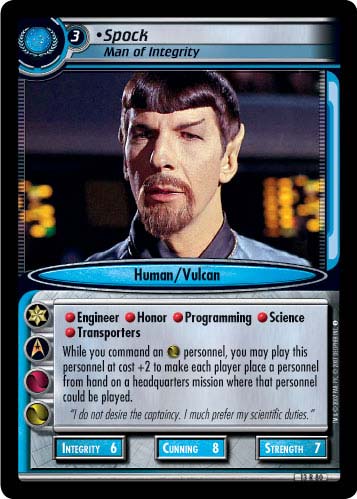 3 •Spock
Man of Integrity
Human/Vulcan
Engineer Honor Programming Science
Transporters
While you command an personnel, you may play this
personnel at cost +2 to make each player place a personnel
from hand on a headquarters mission where that personnel
could be played.
"I do not desire the captaincy. I much prefer my scientific duties."
INTEGRITY 6 CUNNING 8 STRENGTH 7
13 R 86